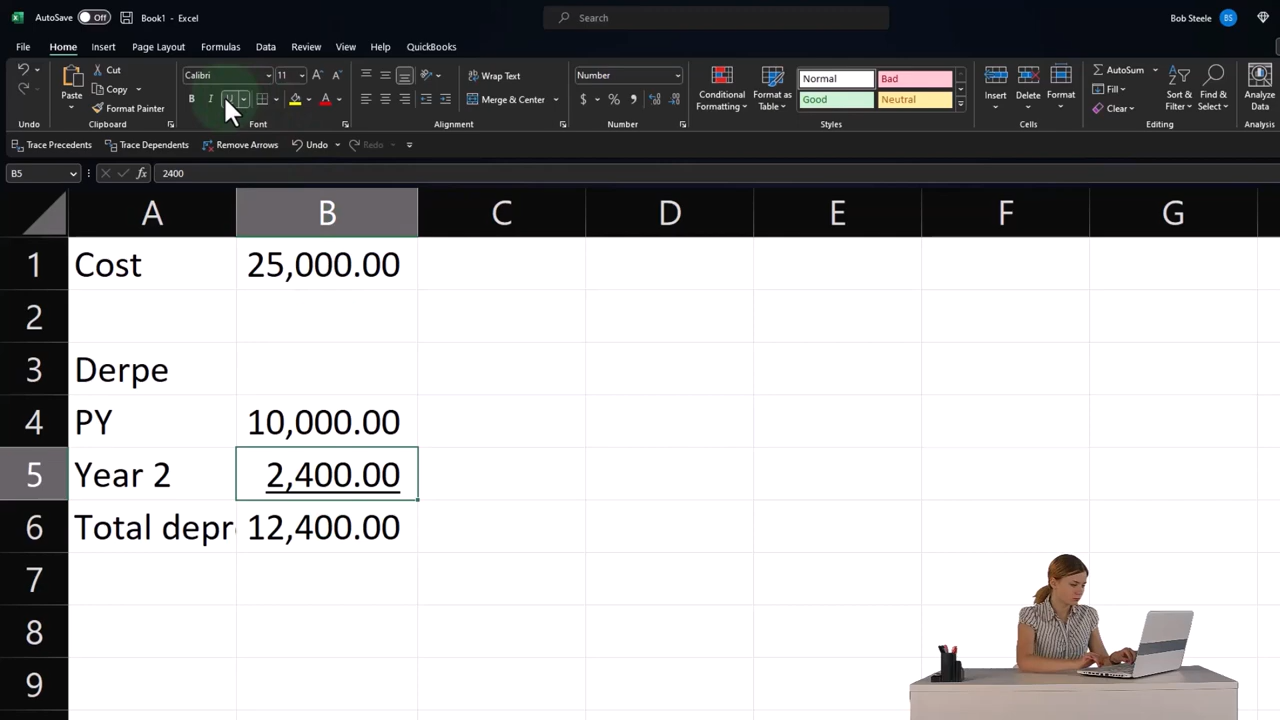 AutoSave Off Book1 - Excel Search Bob Steele BS
File Home Insert Page Layout Formulas Data Review View Help QuickBooks
Cut
Copy
Format Painter
Paste
Calibri 11
B I U
Wrap Text
Merge & Center
Number
$ %
Conditional Formatting
Format as Table
Normal Bad
Good Neutral
Insert Delete Format
AutoSum
Fill
Clear
Sort & Filter
Find & Select
Analyze Data
Undo Clipboard Font Alignment Number Styles Cells Editing Analysis
Trace Precedents Trace Dependents Remove Arrows Undo Redo
B5 fx 2400
A B C D E F G
1 Cost 25,000.00
2
3 Derpe
4 PY 10,000.00
5 Year 2 2,400.00
6 Total depr 12,400.00
7
8
9